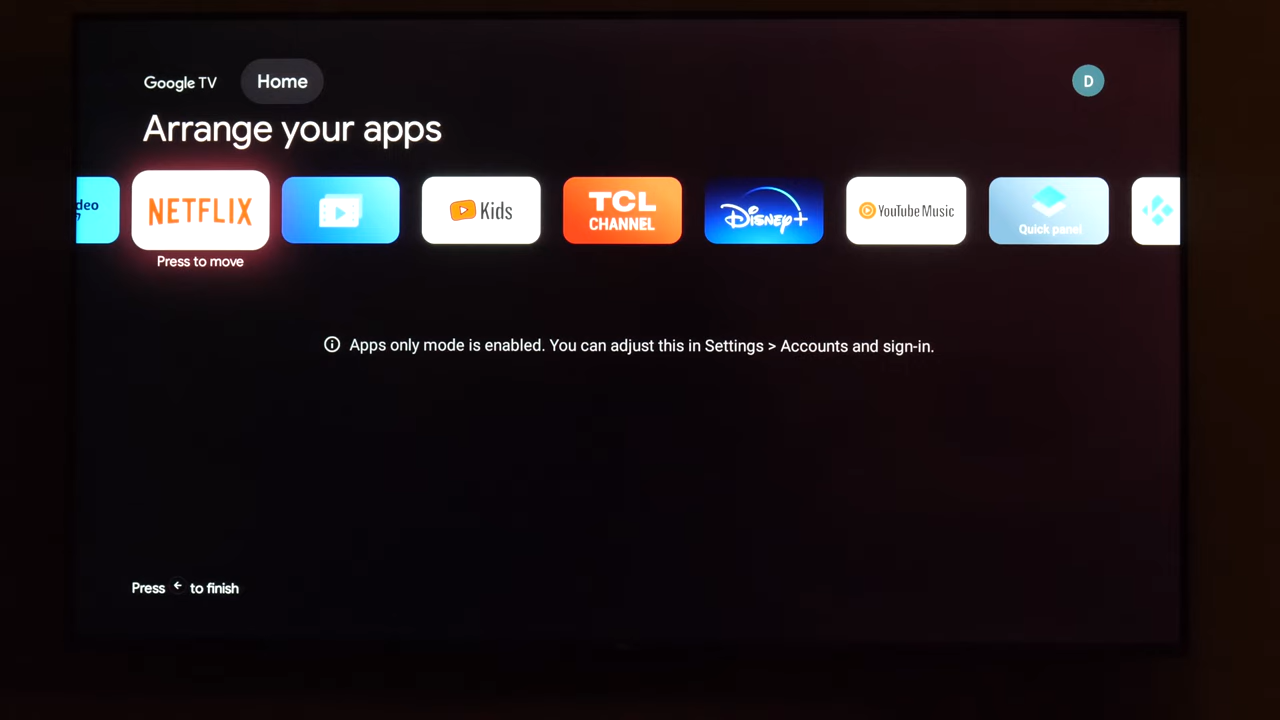 Google TV
Home
D
Arrange your apps
deo
NETFLIX
Kids
TCL
CHANNEL
Disney+
YouTube Music
Quick panel
Press to move
Apps only mode is enabled. You can adjust this in Settings > Accounts and sign-in.
Press ← to finish